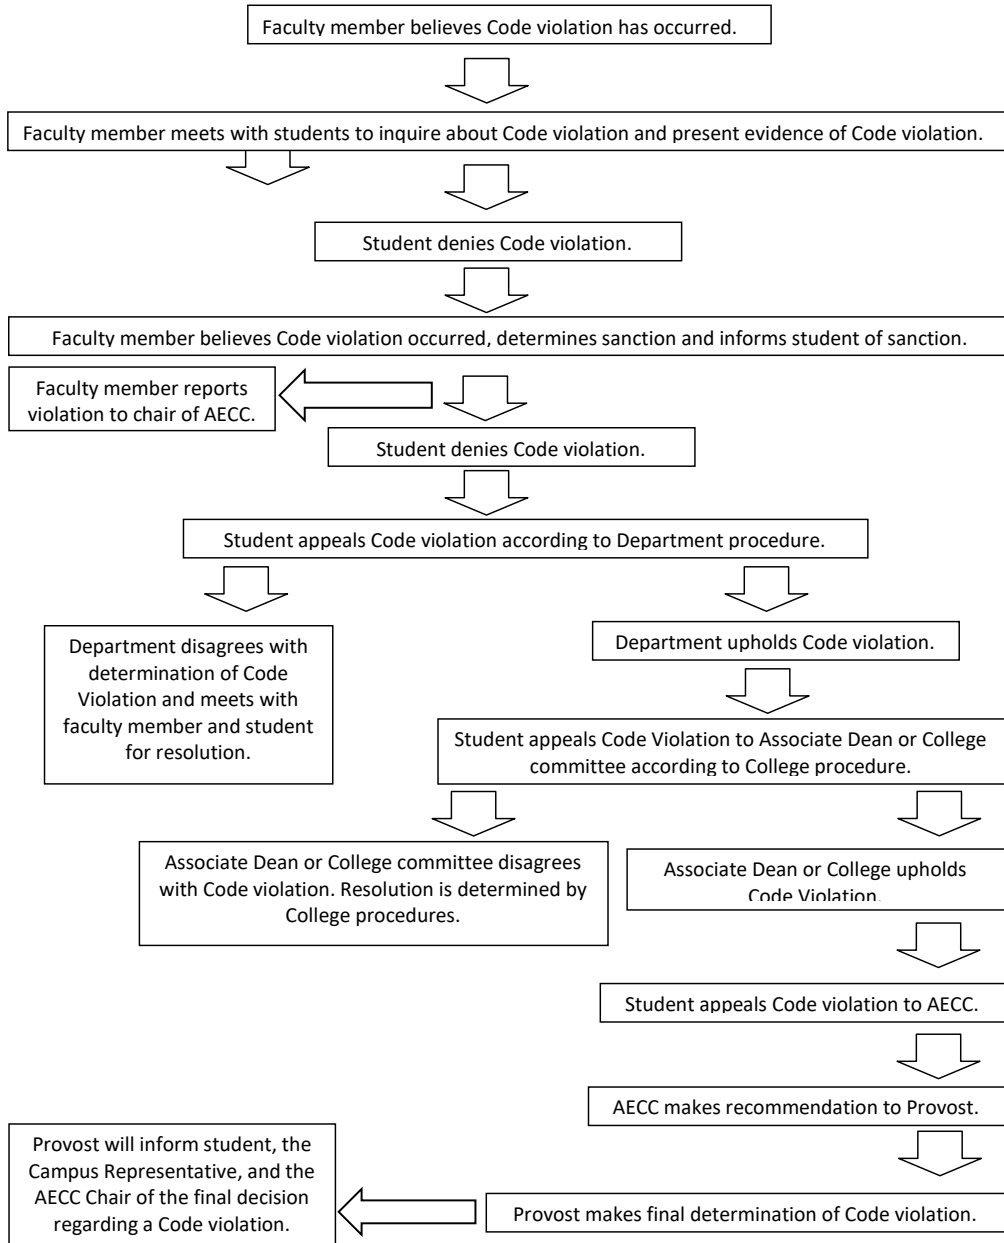 Faculty member believes Code violation has occurred.
Faculty member meets with students to inquire about Code violation and present evidence of Code violation.
Student denies Code violation.
Faculty member believes Code violation occurred, determines sanction and informs student of sanction.
Faculty member reports
violation to chair of AECC.
Student denies Code violation.
Student appeals Code violation according to Department procedure.
Department disagrees with
determination of Code
Violation and meets with
faculty member and student
for resolution.
Department upholds Code violation.
Student appeals Code Violation to Associate Dean or College
committee according to College procedure.
Associate Dean or College committee disagrees
with Code violation. Resolution is determined by
College procedures.
Associate Dean or College upholds
Code Violation.
Student appeals Code violation to AECC.
AECC makes recommendation to Provost.
Provost will inform student, the
Campus Representative, and the
AECC Chair of the final decision
regarding a Code violation.
Provost makes final determination of Code violation.